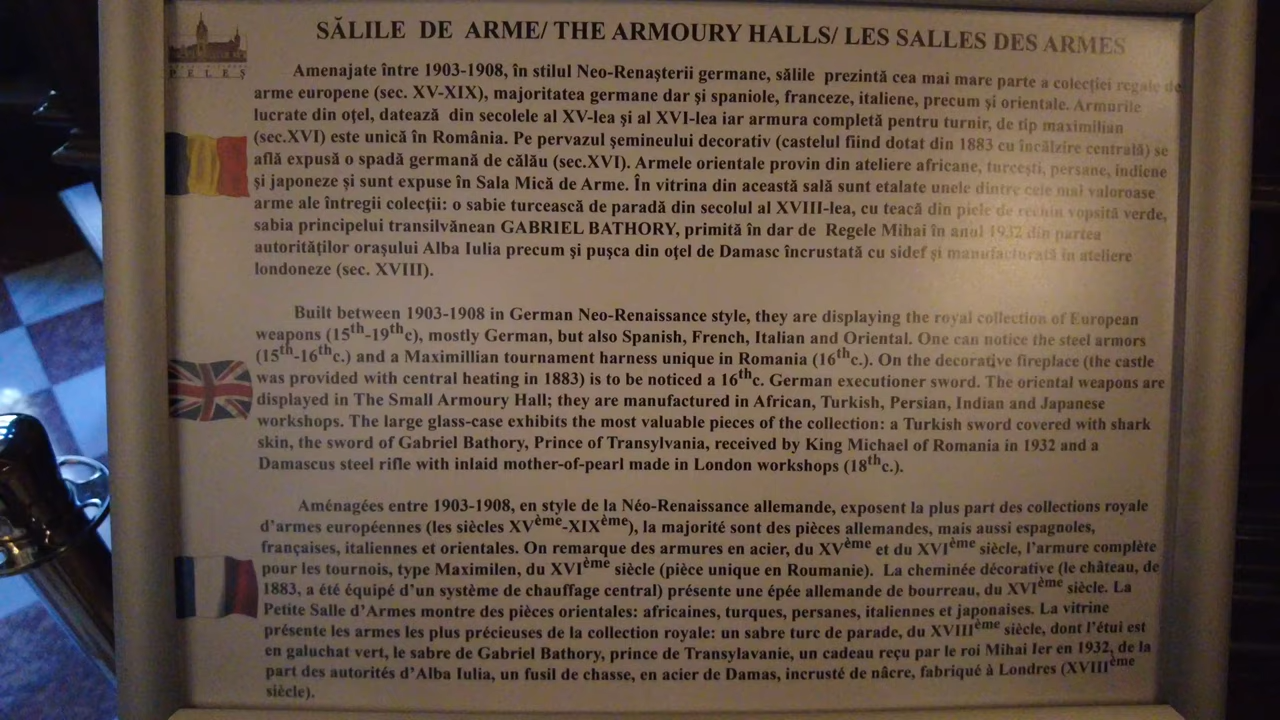 PELEŞ
SĂLILE DE ARME/ THE ARMOURY HALLS/ LES SALLES DES ARMES
Amenajate între 1903-1908, în stilul Neo-Renaşterii germane, sălile prezintă cea mai mare parte a colecţiei regale de
arme europene (sec. XV-XIX), majoritatea germane dar şi spaniole, franceze, italiene, precum şi orientale. Armurile
lucrate din oţel, datează din secolele al XV-lea şi al XVI-lea iar armura completă pentru turnir, de tip maximilian
(sec.XVI) este unică în România. Pe pervazul şemineului decorativ (castelul fiind dotat din 1883 cu încălzire centrală) se
află expusă o spadă germană de călău (sec.XVI). Armele orientale provin din ateliere africane, turceşti, persane, indiene
şi japoneze şi sunt expuse în Sala Mică de Arme. În vitrina din această sală sunt etalate unele dintre cele mai valoroase
arme ale întregii colecţii: o sabie turcească de paradă din secolul al XVIII-lea, cu teacă din piele de rechin vopsită verde,
sabia principelui transilvănean GABRIEL BATHORY, primită în dar de Regele Mihai în anul 1932 din partea
autorităţilor oraşului Alba Iulia precum şi puşca din oţel de Damasc încrustată cu sidef şi manufacturată în ateliere
londoneze (sec. XVIII).
Built between 1903-1908 in German Neo-Renaissance style, they are displaying the royal collection of European
weapons (15th-19thc), mostly German, but also Spanish, French, Italian and Oriental. One can notice the steel armors
(15th-16thc.) and a Maximillian tournament harness unique in Romania (16thc.). On the decorative fireplace (the castle
was provided with central heating in 1883) is to be noticed a 16thc. German executioner sword. The oriental weapons are
displayed in The Small Armoury Hall; they are manufactured in African, Turkish, Persian, Indian and Japanese
workshops. The large glass-case exhibits the most valuable pieces of the collection: a Turkish sword covered with shark
skin, the sword of Gabriel Bathory, Prince of Transylvania, received by King Michael of Romania in 1932 and a
Damascus steel rifle with inlaid mother-of-pearl made in London workshops (18thc.).
Aménagées entre 1903-1908, en style de la Néo-Renaissance allemande, exposent la plus part des collections royale
d'armes européennes (les siècles XVème-XIXème), la majorité sont des pièces allemandes, mais aussi espagnoles,
françaises, italiennes et orientales. On remarque des armures en acier, du XVème et du XVIème siècle, l'armure complète
pour les tournois, type Maximilen, du XVIème siècle (pièce unique en Roumanie). La cheminée décorative (le château, de
1883, a été équipé d'un système de chauffage central) présente une épée allemande de bourreau, du XVIème siècle. La
Petite Salle d'Armes montre des pièces orientales: africaines, turques, persanes, italiennes et japonaises. La vitrine
présente les armes les plus précieuses de la collection royale: un sabre turc de parade, du XVIIIème siècle, dont l'étui est
en galuchat vert, le sabre de Gabriel Bathory, prince de Transylavanie, un cadeau reçu par le roi Mihai Ier en 1932, de la
part des autorités d'Alba Iulia, un fusil de chasse, en acier de Damas, incrusté de nâcre, fabriqué à Londres (XVIIIème
siècle).